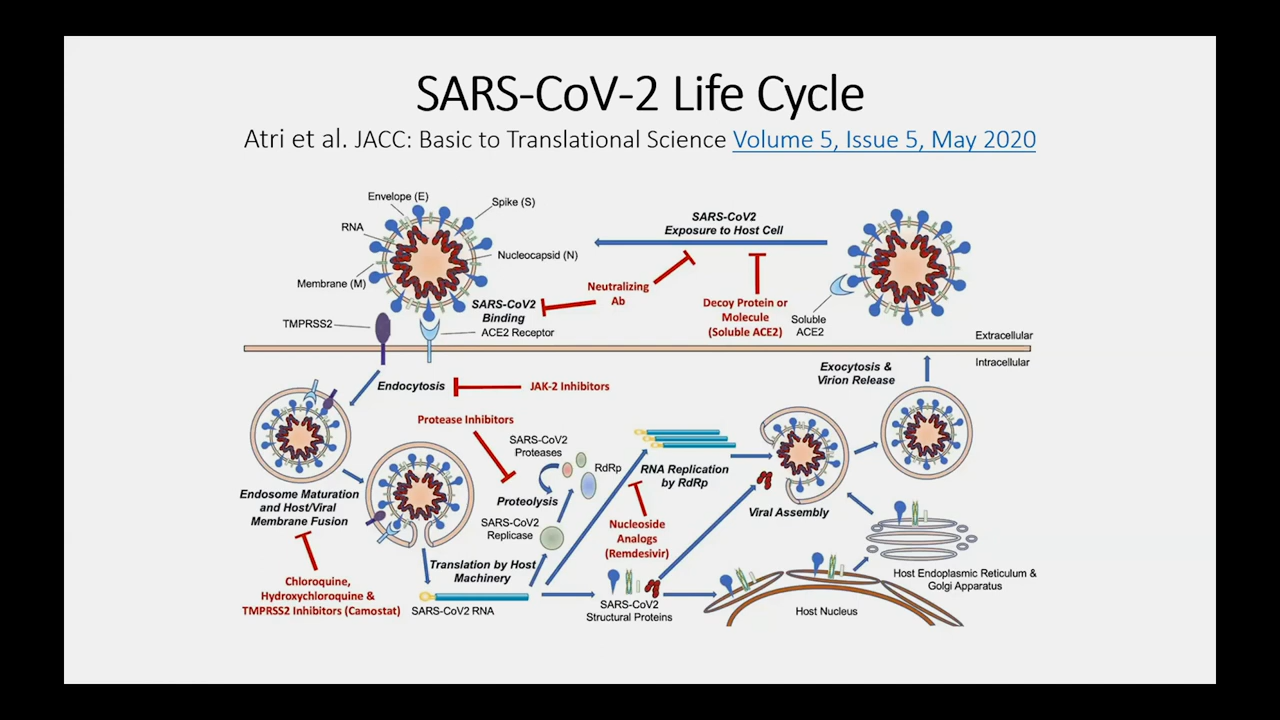 SARS-CoV-2 Life Cycle
Atri et al. JACC: Basic to Translational Science Volume 5, Issue 5, May 2020
Envelope (E)
Spike (S)
RNA
Nucleocapsid (N)
Membrane (M)
SARS-CoV2
Exposure to Host Cell
Neutralizing
Ab
Decoy Protein or
Molecule
(Soluble ACE2)
Soluble
ACE2
SARS-CoV2
Binding
TMPRSS2
ACE2 Receptor
Extracellular
Intracellular
Endocytosis
JAK-2 Inhibitors
Exocytosis &
Virion Release
Protease Inhibitors
SARS-CoV2
Proteases
RdRp
RNA Replication
by RdRp
Proteolysis
Endosome Maturation
and Host/Viral
Membrane Fusion
SARS-CoV2
Replicase
Nucleoside
Analogs
(Remdesivir)
Viral Assembly
Translation by Host
Machinery
Chloroquine,
Hydroxychloroquine &
TMPRSS2 Inhibitors (Camostat)
SARS-CoV2 RNA
SARS-CoV2
Structural Proteins
Host Nucleus
Host Endoplasmic Reticulum &
Golgi Apparatus